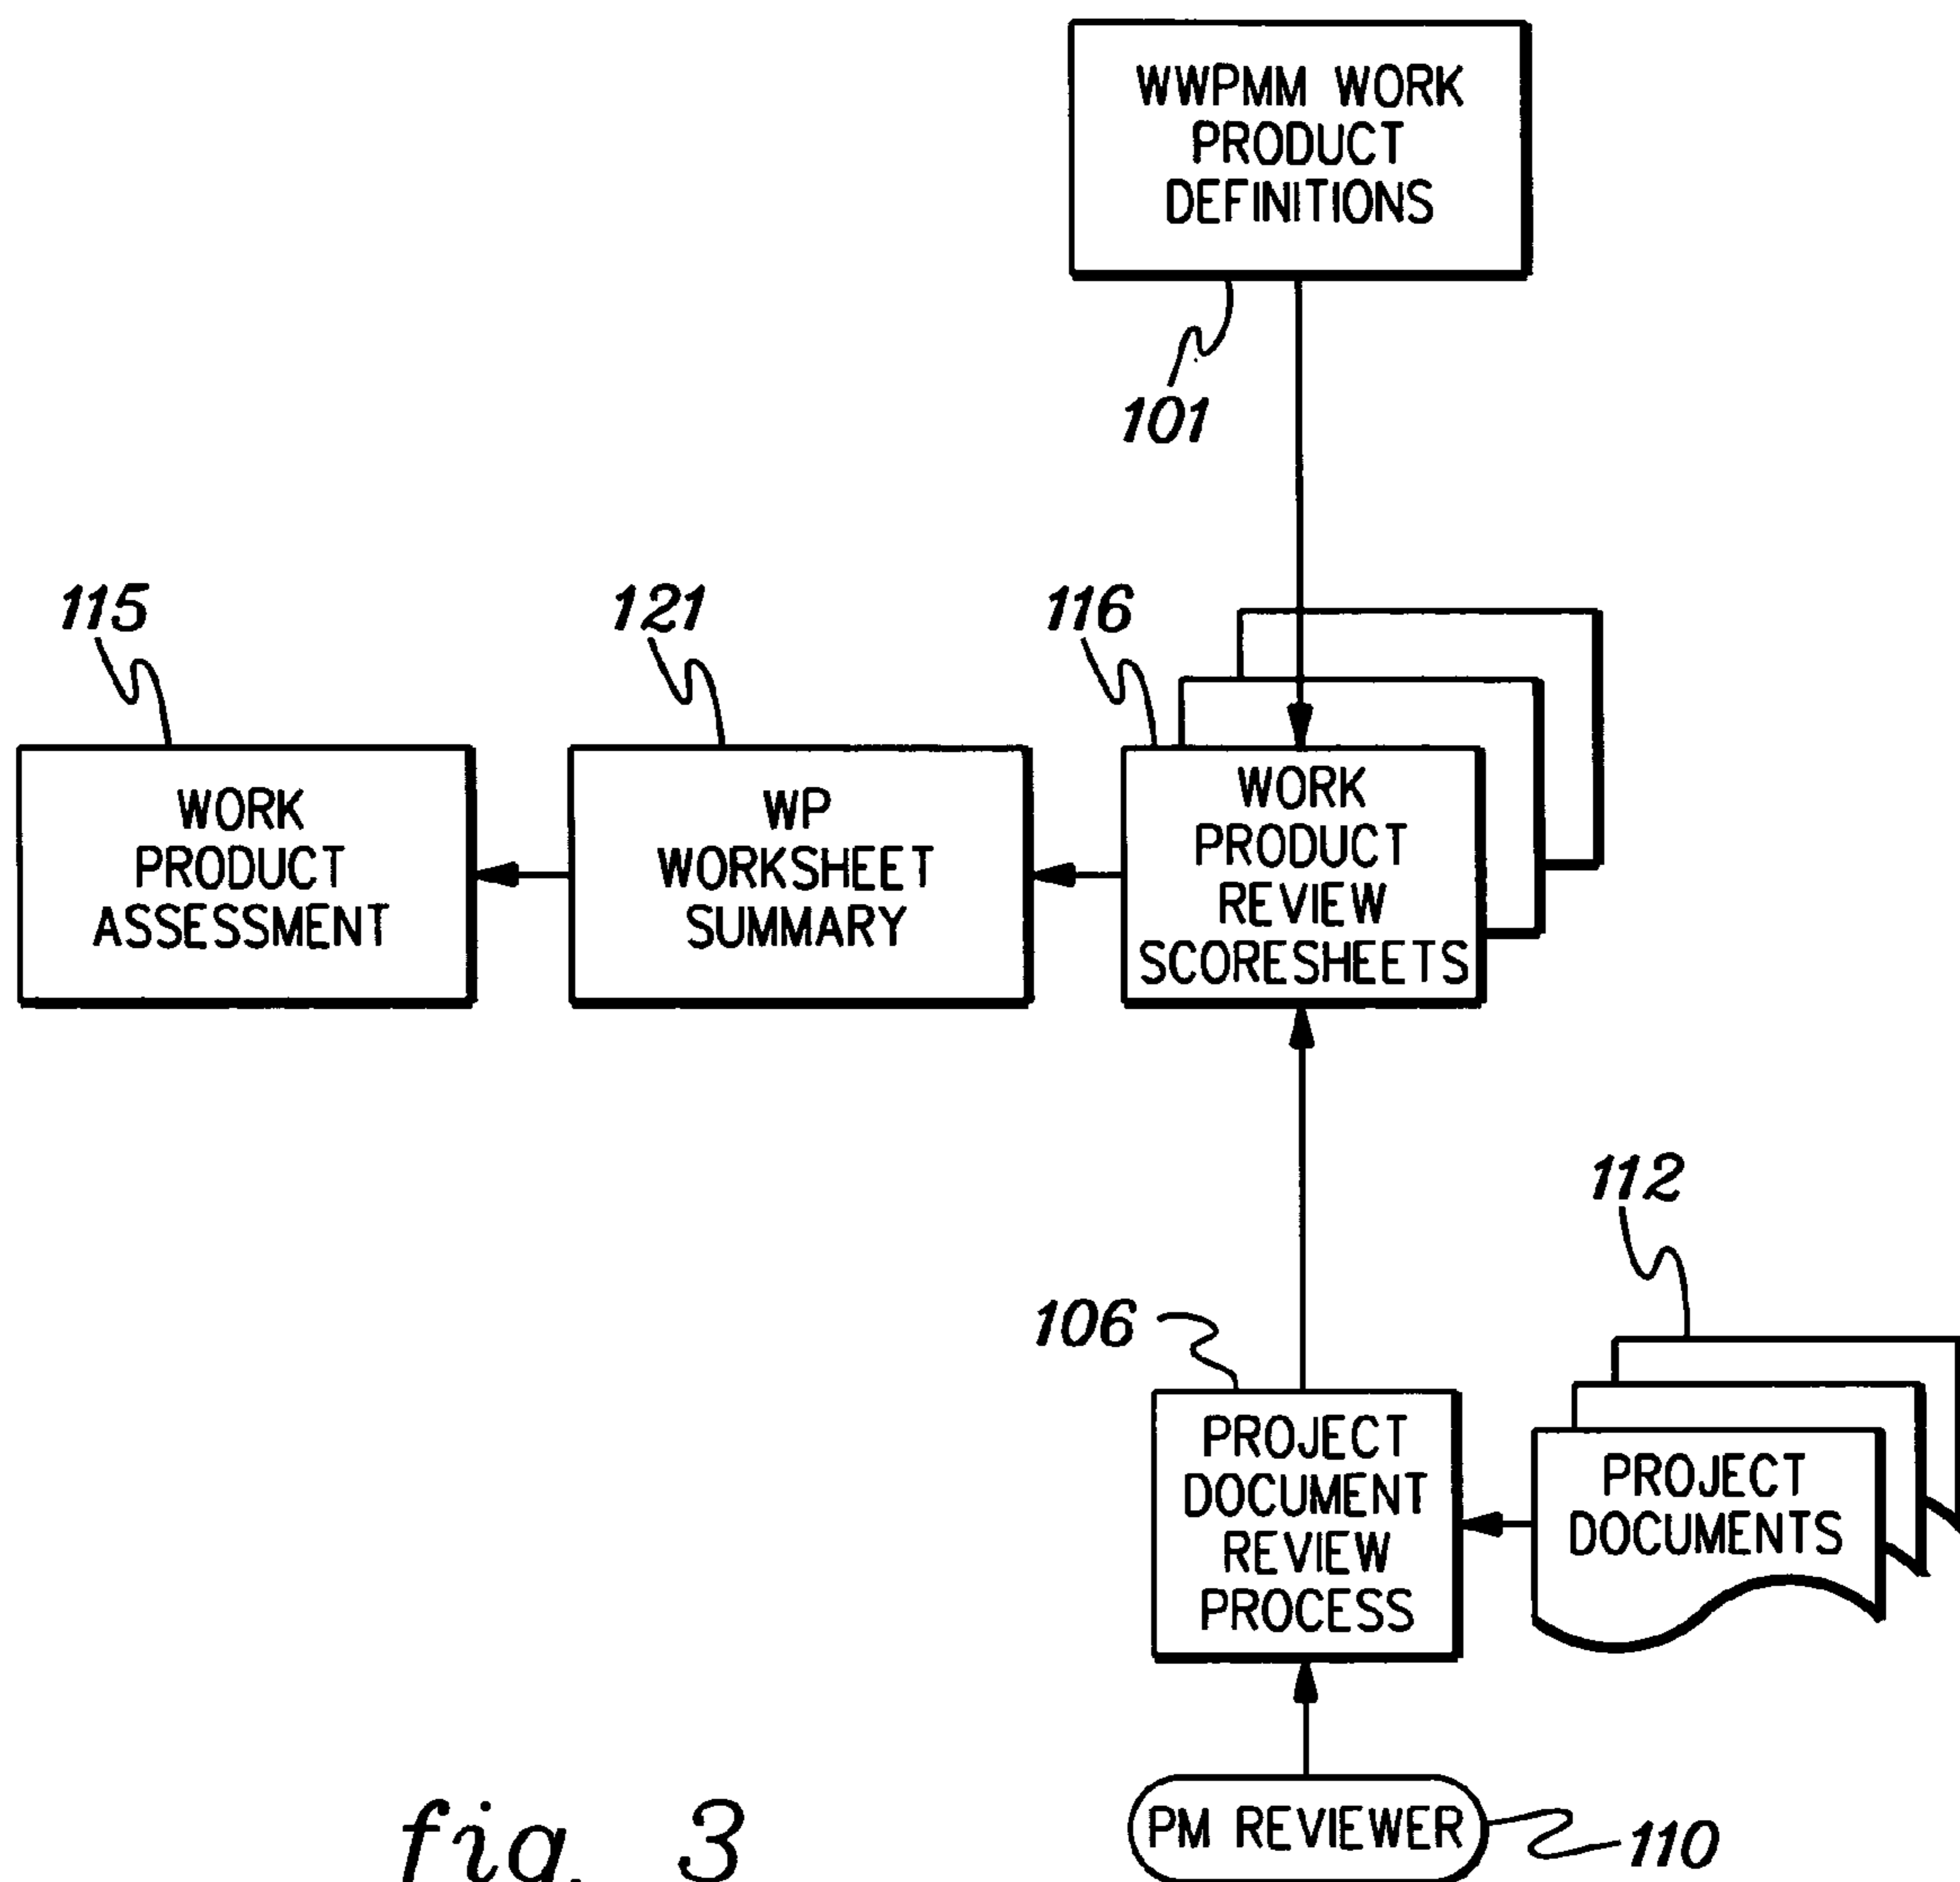 WWPMM WORK
PRODUCT
DEFINITIONS
101
115
121
116
WORK
PRODUCT
ASSESSMENT
WP
WORKSHEET
SUMMARY
WORK
PRODUCT
REVIEW
SCORESHEETS
112
106
PROJECT
DOCUMENT
REVIEW
PROCESS
PROJECT
DOCUMENTS
PM REVIEWER
110
fig. 3